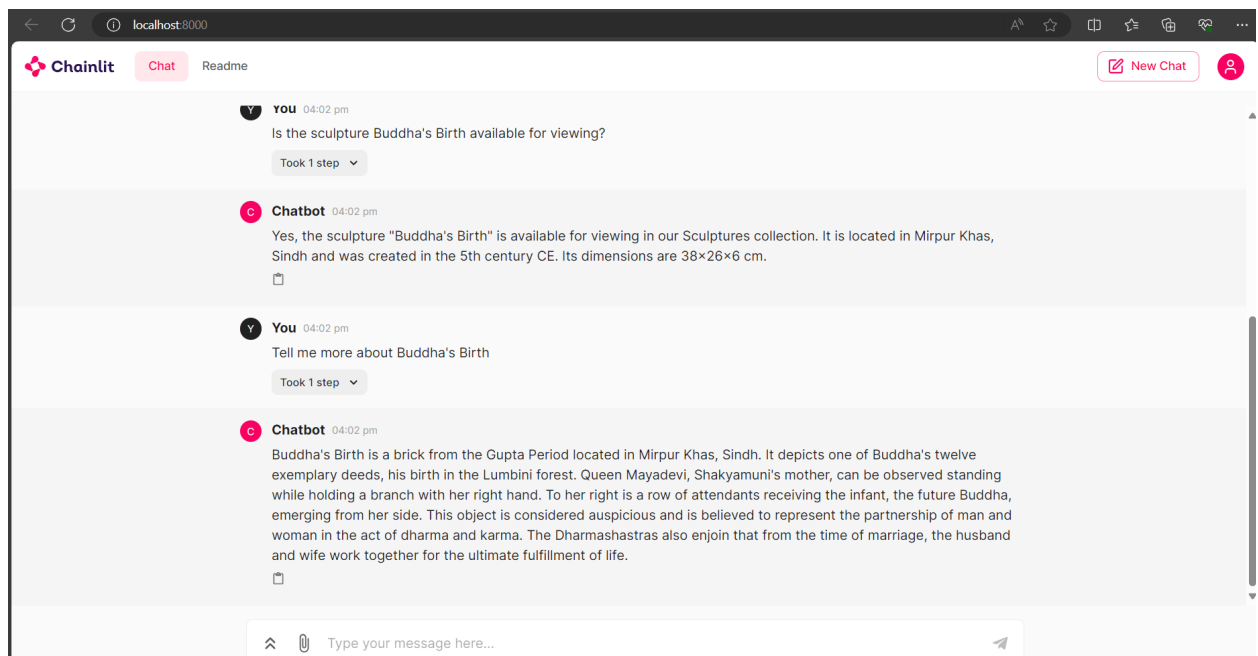 localhost:8000
Chainlit
Chat
Readme
New Chat
Y
You 04:02 pm
Is the sculpture Buddha's Birth available for viewing?
Took 1 step
C
Chatbot 04:02 pm
Yes, the sculpture "Buddha's Birth" is available for viewing in our Sculptures collection. It is located in Mirpur Khas,
Sindh and was created in the 5th century CE. Its dimensions are 38×26×6 cm.
Y
You 04:02 pm
Tell me more about Buddha's Birth
Took 1 step
C
Chatbot 04:02 pm
Buddha's Birth is a brick from the Gupta Period located in Mirpur Khas, Sindh. It depicts one of Buddha's twelve
exemplary deeds, his birth in the Lumbini forest. Queen Mayadevi, Shakyamuni's mother, can be observed standing
while holding a branch with her right hand. To her right is a row of attendants receiving the infant, the future Buddha,
emerging from her side. This object is considered auspicious and is believed to represent the partnership of man and
woman in the act of dharma and karma. The Dharmashastras also enjoin that from the time of marriage, the husband
and wife work together for the ultimate fulfillment of life.
Type your message here...